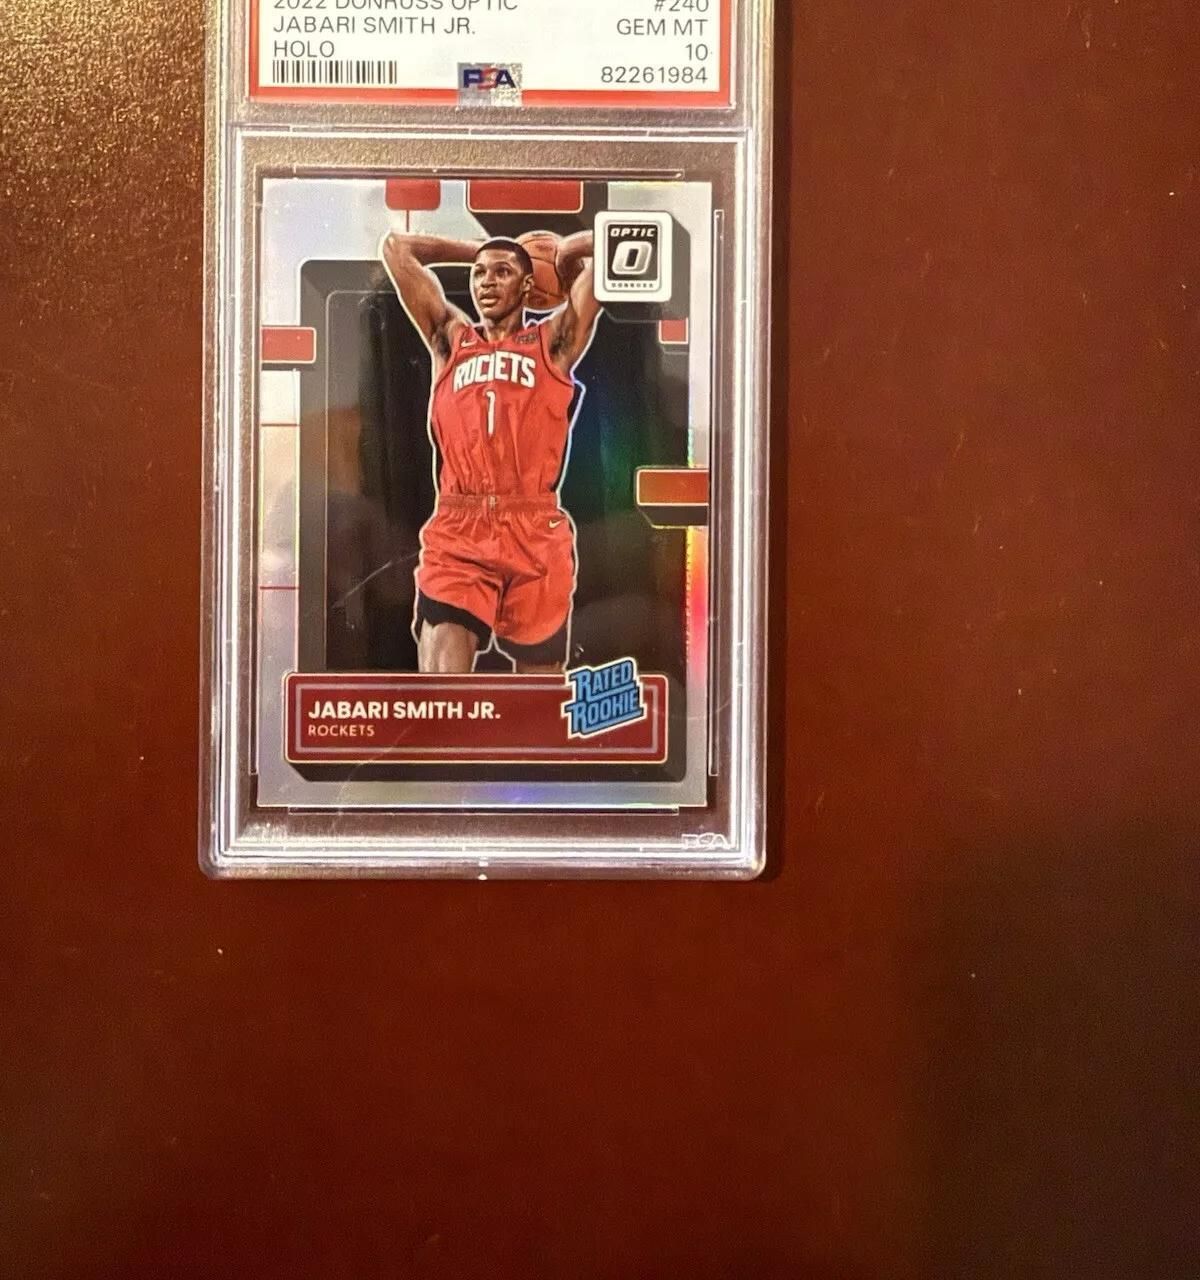 2022 DONRUSS OPTIC #240
JABARI SMITH JR. GEM MT
HOLO 10
PSA 82261984
OPTIC
O
DONRUSS
ROCKETS
1
RATED
ROOKIE
JABARI SMITH JR.
ROCKETS
PSA